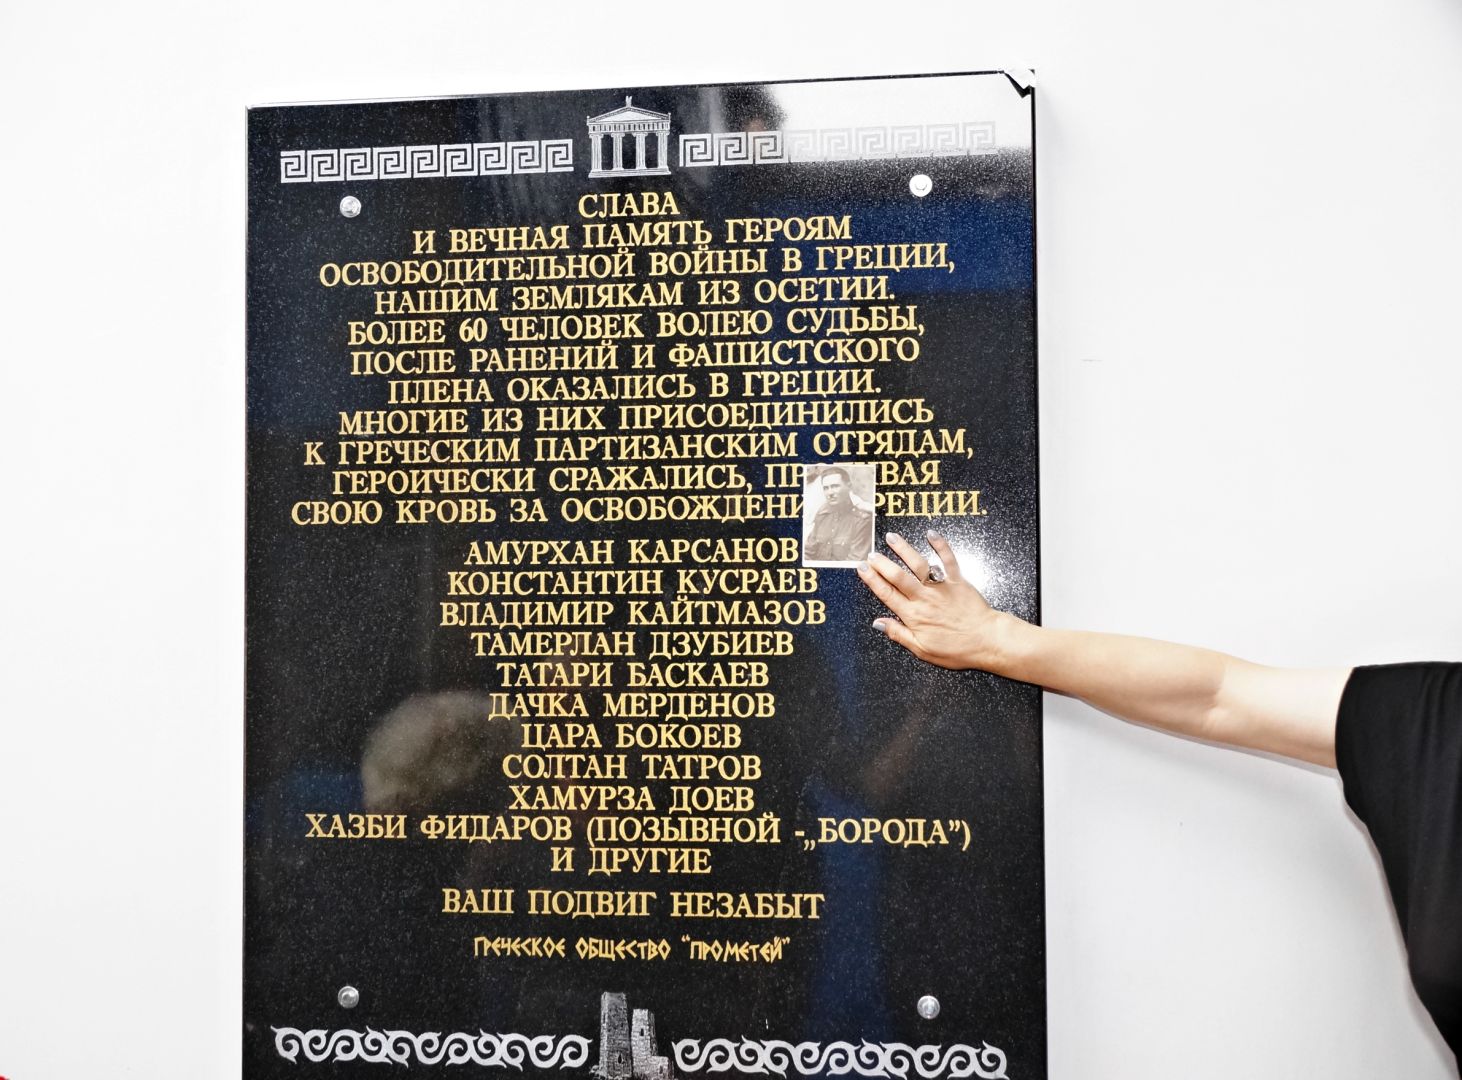 СЛАВА
И ВЕЧНАЯ ПАМЯТЬ ГЕРОЯМ
ОСВОБОДИТЕЛЬНОЙ ВОЙНЫ В ГРЕЦИИ,
НАШИМ ЗЕМЛЯКАМ ИЗ ОСЕТИИ.
БОЛЕЕ 60 ЧЕЛОВЕК ВОЛЕЮ СУДЬБЫ,
ПОСЛЕ РАНЕНИЙ И ФАШИСТСКОГО
ПЛЕНА ОКАЗАЛИСЬ В ГРЕЦИИ.
МНОГИЕ ИЗ НИХ ПРИСОЕДИНИЛИСЬ
К ГРЕЧЕСКИМ ПАРТИЗАНСКИМ ОТРЯДАМ,
ГЕРОИЧЕСКИ СРАЖАЛИСЬ,
СВОЮ КРОВЬ ЗА
АМУРХАН КАРСАНОВ
КОНСТАНТИН КУСРАЕВ
ВЛАДИМИР КАЙТМАЗОВ
ТАМЕРЛАН ДЗУБИЕВ
ТАТАРИ БАСКАЕВ
ДАЧКА МЕРДЕНОВ
ЦАРА БОКОЕВ
СОЛТАН ТАТРОВ
ХАМУРЗА ДОЕВ
ХАЗБИ ФИДАРОВ (ПОЗЫВНОЙ -„БОРОДА”)
И ДРУГИЕ
ВАШ ПОДВИГ НЕЗАБЫТ
ГРЕЧЕСКОЕ ОБЩЕСТВО "ПРОМЕТЕЙ"